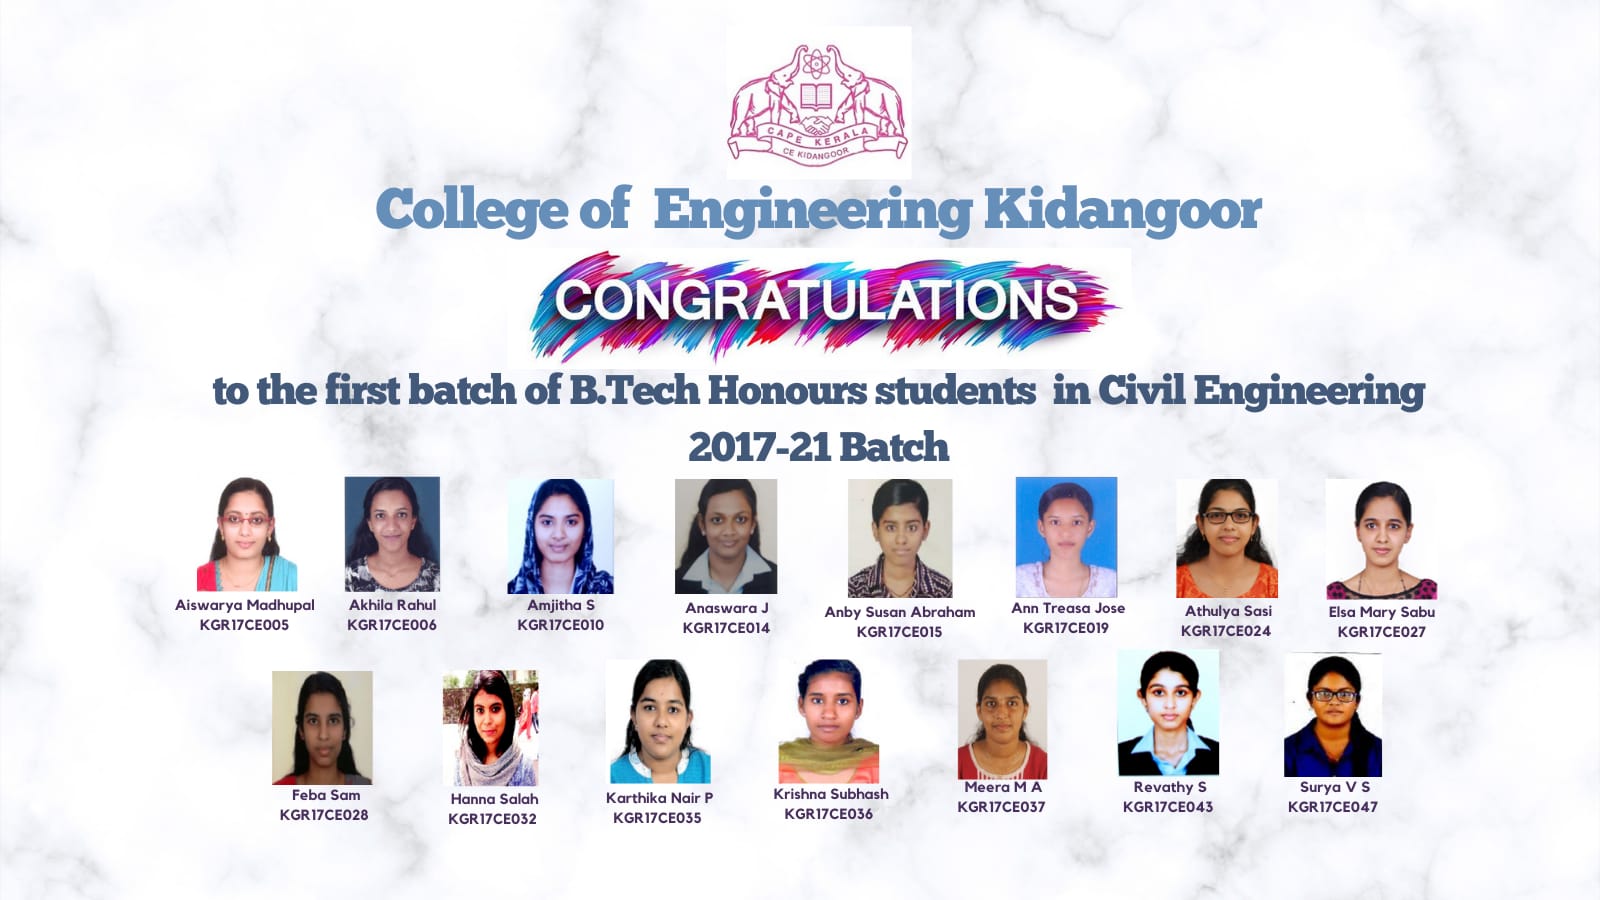 CAPE KERALA
CE KIDANGOOR
College of Engineering Kidangoor
CONGRATULATIONS
to the first batch of B.Tech Honours students in Civil Engineering
2017-21 Batch
Aiswarya Madhupal
KGR17CE005
Akhila Rahul
KGR17CE006
Amjitha S
KGR17CE010
Anaswara J
KGR17CE014
Anby Susan Abraham
KGR17CE015
Ann Treasa Jose
KGR17CE019
Athulya Sasi
KGR17CE024
Elsa Mary Sabu
KGR17CE027
Feba Sam
KGR17CE028
Hanna Salah
KGR17CE032
Karthika Nair P
KGR17CE035
Krishna Subhash
KGR17CE036
Meera M A
KGR17CE037
Revathy S
KGR17CE043
Surya V S
KGR17CE047